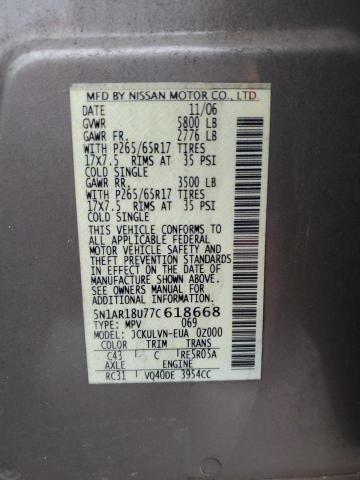 MFD BY NISSAN MOTOR CO., LTD.
DATE 11/06
GVWR 5800 LB
GAWR FR. 2776 LB
WITH P265/65R17 TIRES
17X7.5 RIMS AT 35 PSI
COLD SINGLE
GAWR RR. 3500 LB
WITH P265/65R17 TIRES
17X7.5 RIMS AT 35 PSI
COLD SINGLE
THIS VEHICLE CONFORMS TO
ALL APPLICABLE FEDERAL
MOTOR VEHICLE SAFETY
AND THEFT PREVENTION STANDARDS
IN EFFECT ON THE DATE OF
MANUFACTURE SHOWN ABOVE.
SEE OWNERS MANUAL FOR
ADDITIONAL INFORMATION
5N1AR18U77C618668
TYPE: MPV 069
MODEL: JCKULVN-EUA 0Z000
COLOR TRIM TRANS
C43 C RE5R05A
AXLE ENGINE
RC31 VQ40DE 3954CC